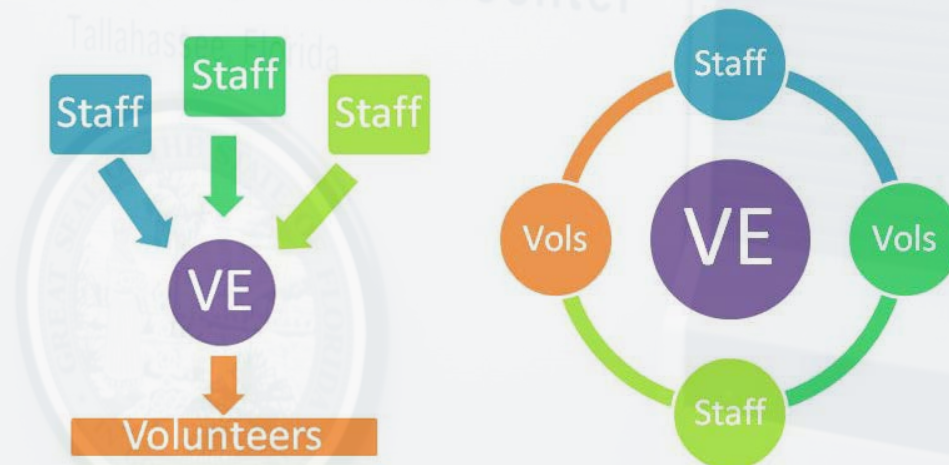 Tallahassee, Florida
Staff
Staff
Staff
VE
Volunteers
Staff
Vols
VE
Vols
Staff